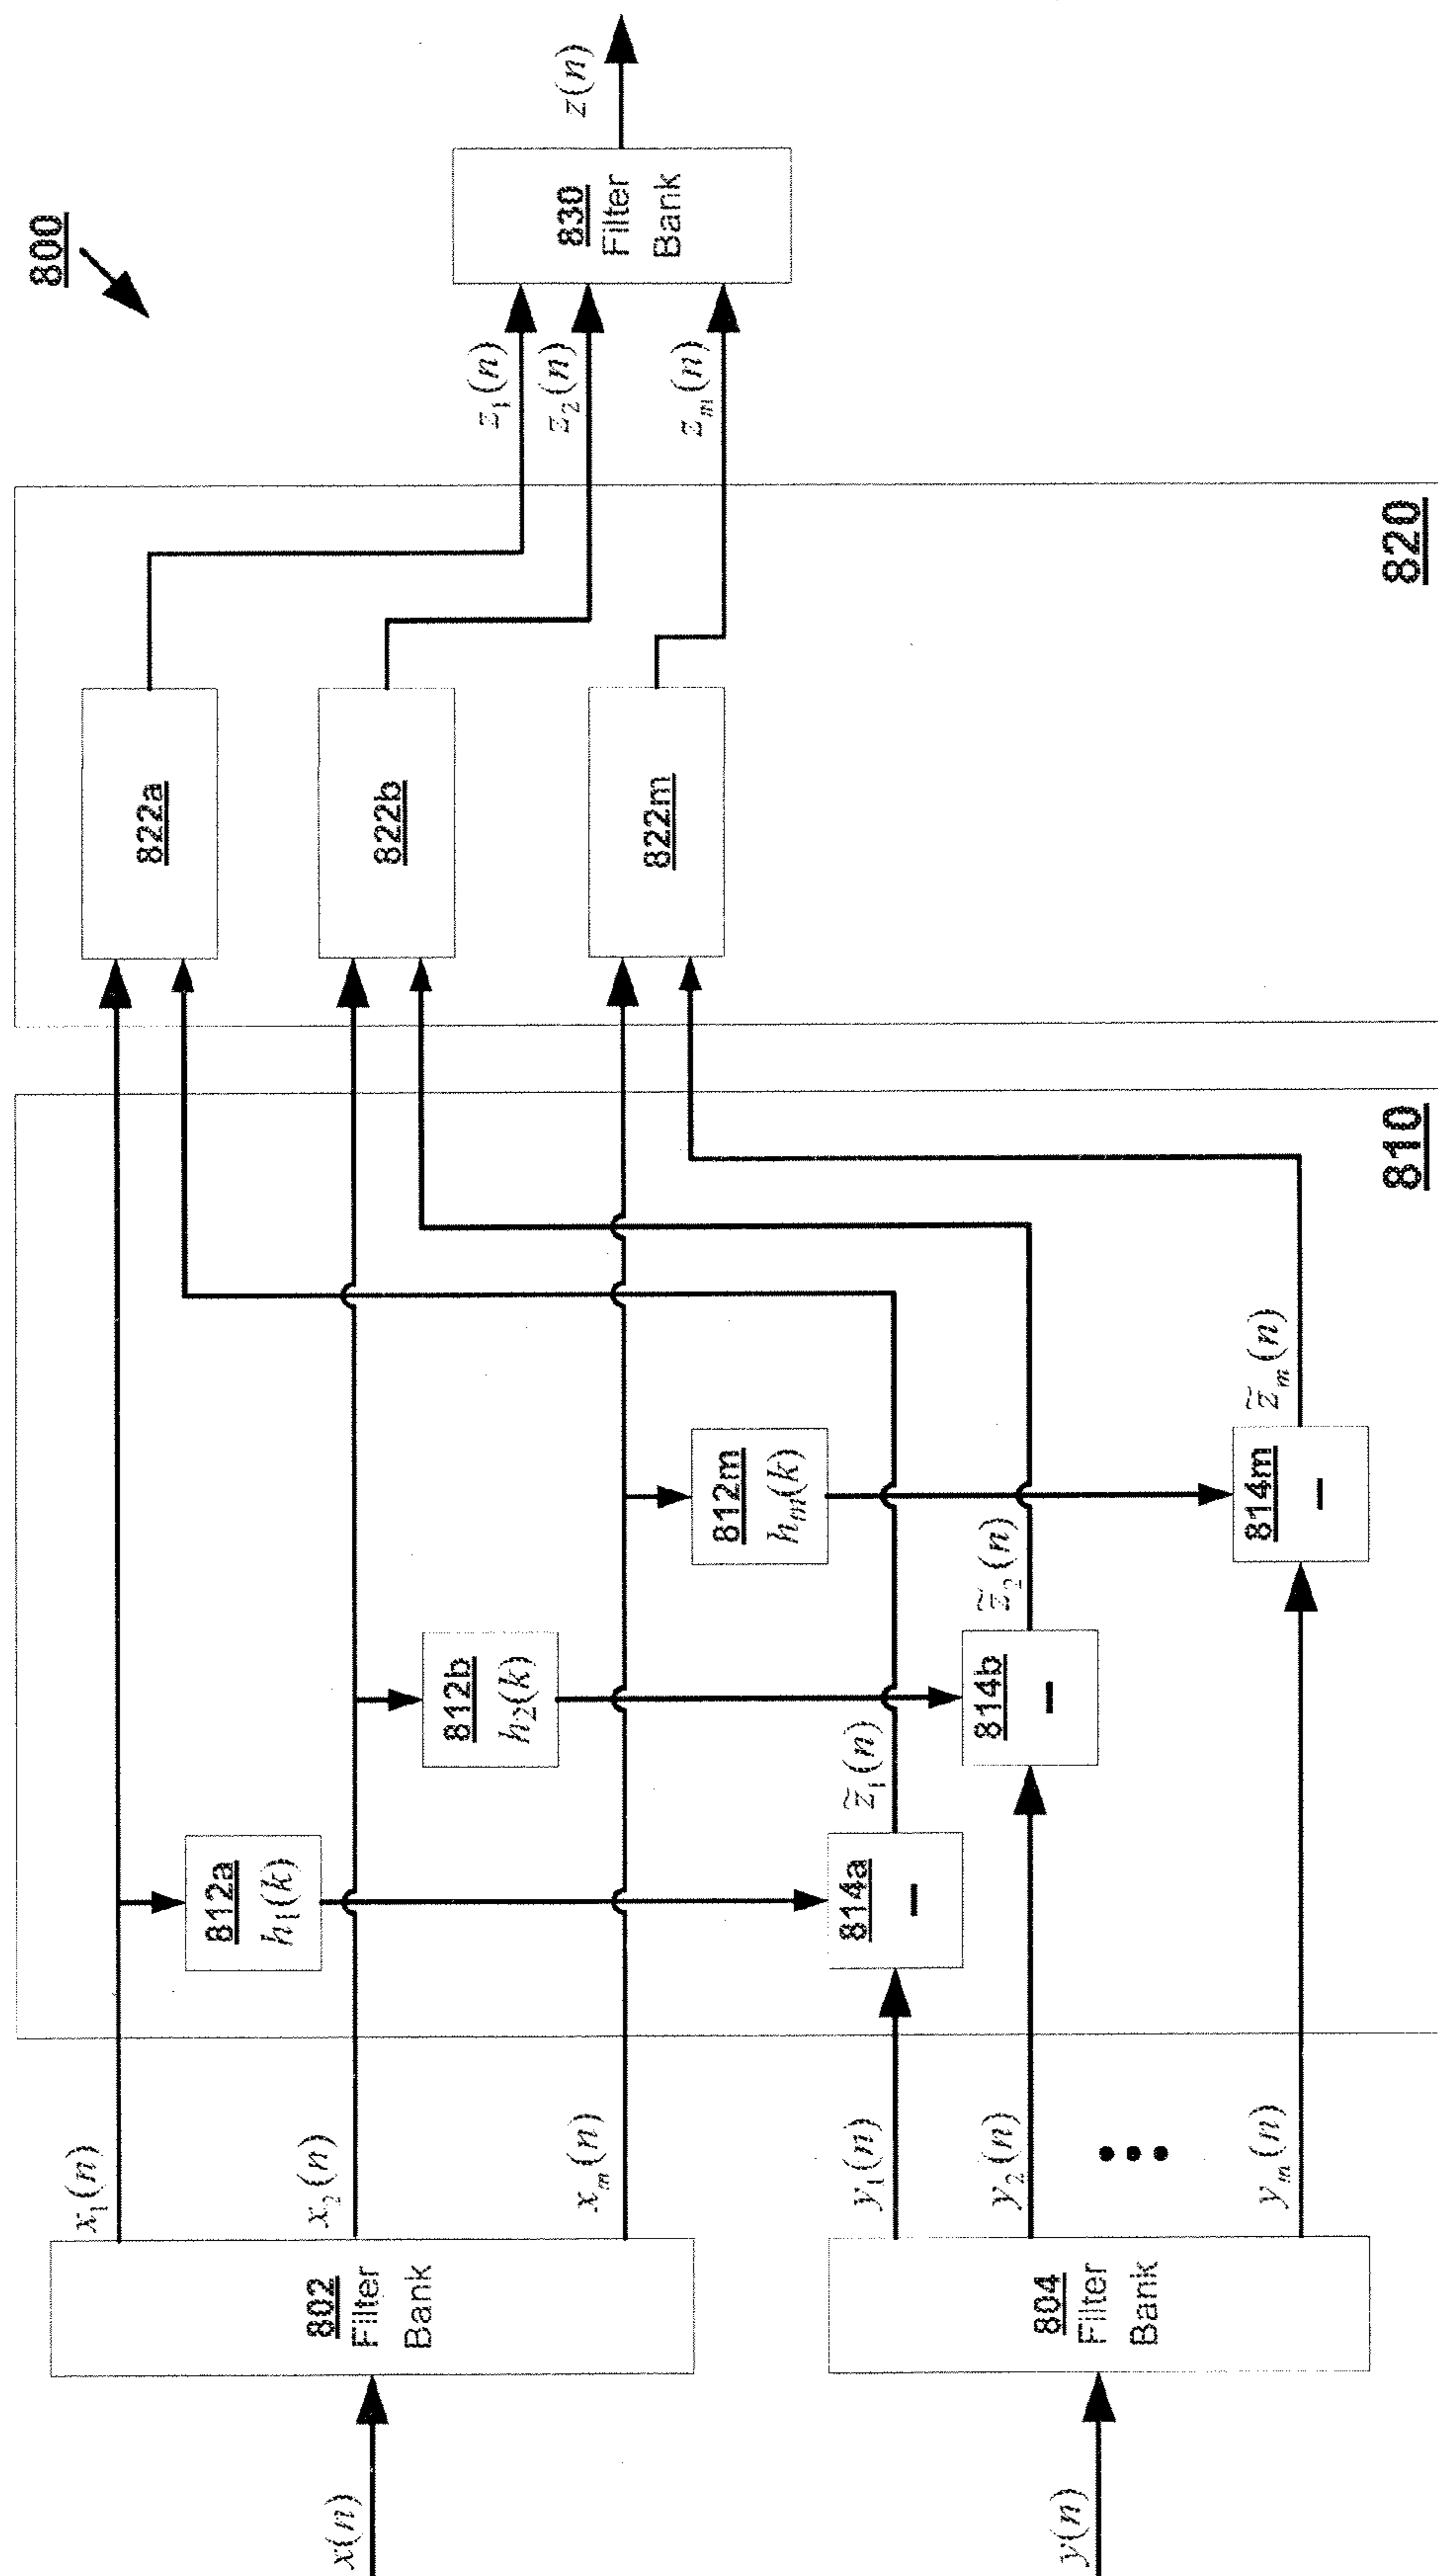 800
x(n)
802
Filter
Bank
x₁(n)
x₂(n)
xₘ(n)
y(n)
804
Filter
Bank
y₁(n)
y₂(n)
•••
yₘ(n)
812a
h₁(k)
812b
h₂(k)
812m
hₘ(k)
814a
–
z̃₁(n)
814b
–
z̃₂(n)
814m
–
z̃ₘ(n)
810
822a
822b
822m
820
z₁(n)
z₂(n)
zₘ(n)
830
Filter
Bank
z(n)